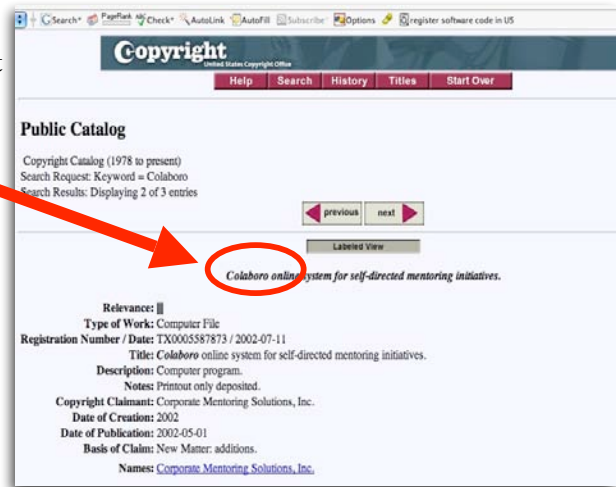 Search* PageRank Check* AutoLink AutoFill Subscribe Options register software code in US
t
Copyright
United States Copyright Office
Help Search History Titles Start Over
Public Catalog
Copyright Catalog (1978 to present)
Search Request: Keyword = Colaboro
Search Results: Displaying 2 of 3 entries
previous next
Labeled View
Colaboro online system for self-directed mentoring initiatives.
Relevance:
Type of Work: Computer File
Registration Number / Date: TX0005587873 / 2002-07-11
Title: Colaboro online system for self-directed mentoring initiatives.
Description: Computer program.
Notes: Printout only deposited.
Copyright Claimant: Corporate Mentoring Solutions, Inc.
Date of Creation: 2002
Date of Publication: 2002-05-01
Basis of Claim: New Matter: additions.
Names: Corporate Mentoring Solutions, Inc.